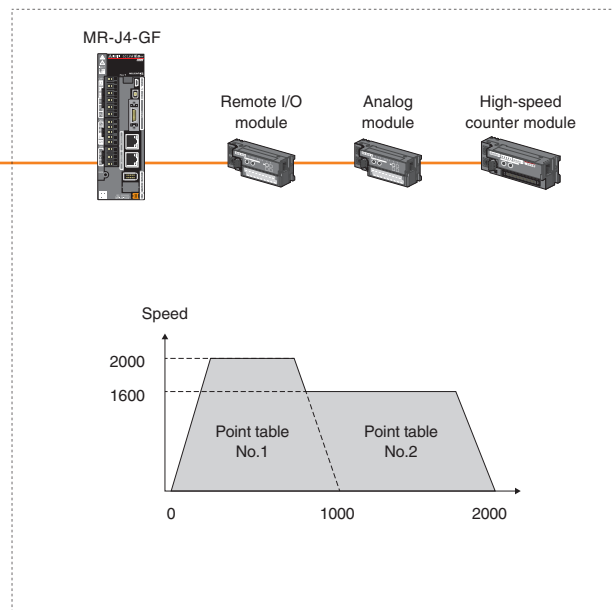 MR-J4-GF
Remote I/O
module
Analog
module
High-speed
counter module
Speed
2000
1600
Point table
No.1
Point table
No.2
0
1000
2000